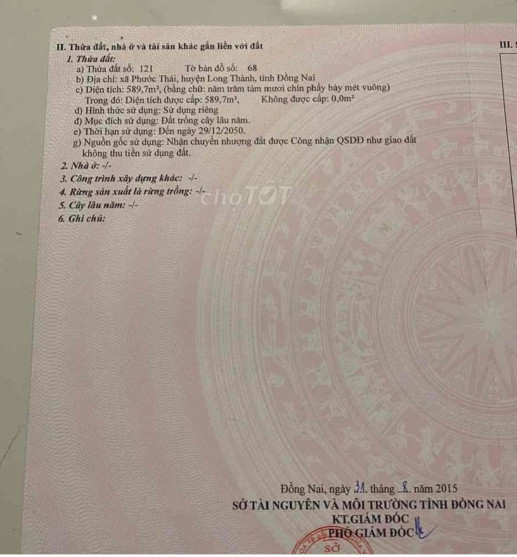 II. Thửa đất, nhà ở và tài sản khác gắn liền với đất
III.
1. Thửa đất:
a) Thửa đất số: 121 Tờ bản đồ số: 68
b) Địa chỉ: xã Phước Thái, huyện Long Thành, tỉnh Đồng Nai
c) Diện tích: 589,7m², (bằng chữ: năm trăm tám mươi chín phẩy bảy mét vuông)
Trong đó: Diện tích được cấp: 589,7m², Không được cấp: 0,0m²
d) Hình thức sử dụng: Sử dụng riêng
đ) Mục đích sử dụng: Đất trồng cây lâu năm.
e) Thời hạn sử dụng: Đến ngày 29/12/2050.
g) Nguồn gốc sử dụng: Nhận chuyển nhượng đất được Công nhận QSDĐ như giao đất
không thu tiền sử dụng đất.
2. Nhà ở: -/-
3. Công trình xây dựng khác: -/-
4. Rừng sản xuất là rừng trồng: -/-
chợTỐT
5. Cây lâu năm: -/-
6. Ghi chú:
Đồng Nai, ngày 31. tháng ..8. năm 2015
SỞ TÀI NGUYÊN VÀ MÔI TRƯỜNG TỈNH ĐỒNG NAI
KT.GIÁM ĐỐC
PHÓ GIÁM ĐỐC
SỞ